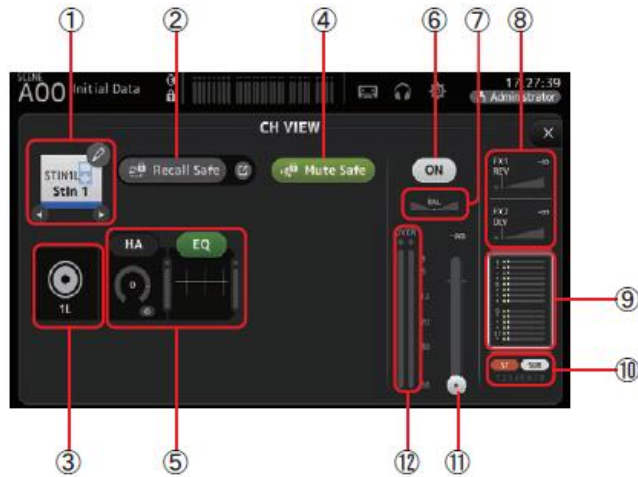 ① ② ④ ⑥ ⑦ ⑧
SCENE
A00 Initial Data
17:27:39
Administrator
CH VIEW
STIN1L
Stin 1
Recall Safe
Mute Safe
ON
BAL
FX1
REV
-∞
FX2
DLY
-∞
OVER
-∞
HA
EQ
0
1L
ST
SUB
⑨
⑩
③ ⑤ ⑫ ⑪